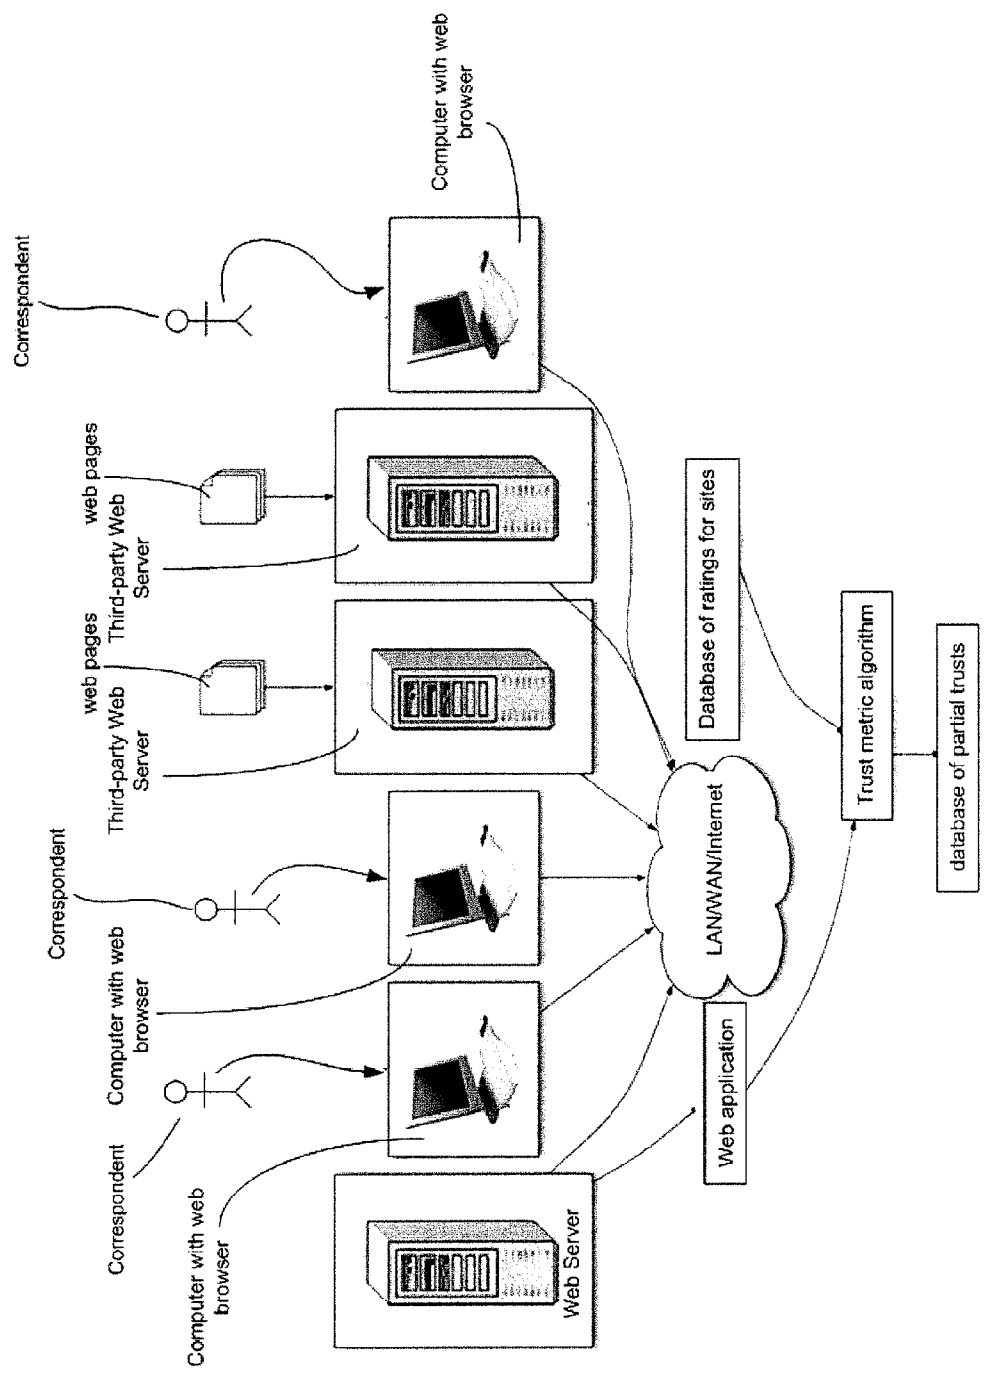 Correspondent
Computer with web
browser
web pages
Third-party Web
Server
web pages
Third-party Web
Server
Correspondent
Computer with web
browser
Correspondent
Computer with web
browser
Web Server
LAN/WAN/Internet
Database of ratings for sites
Web application
Trust metric algorithm
database of partial trusts